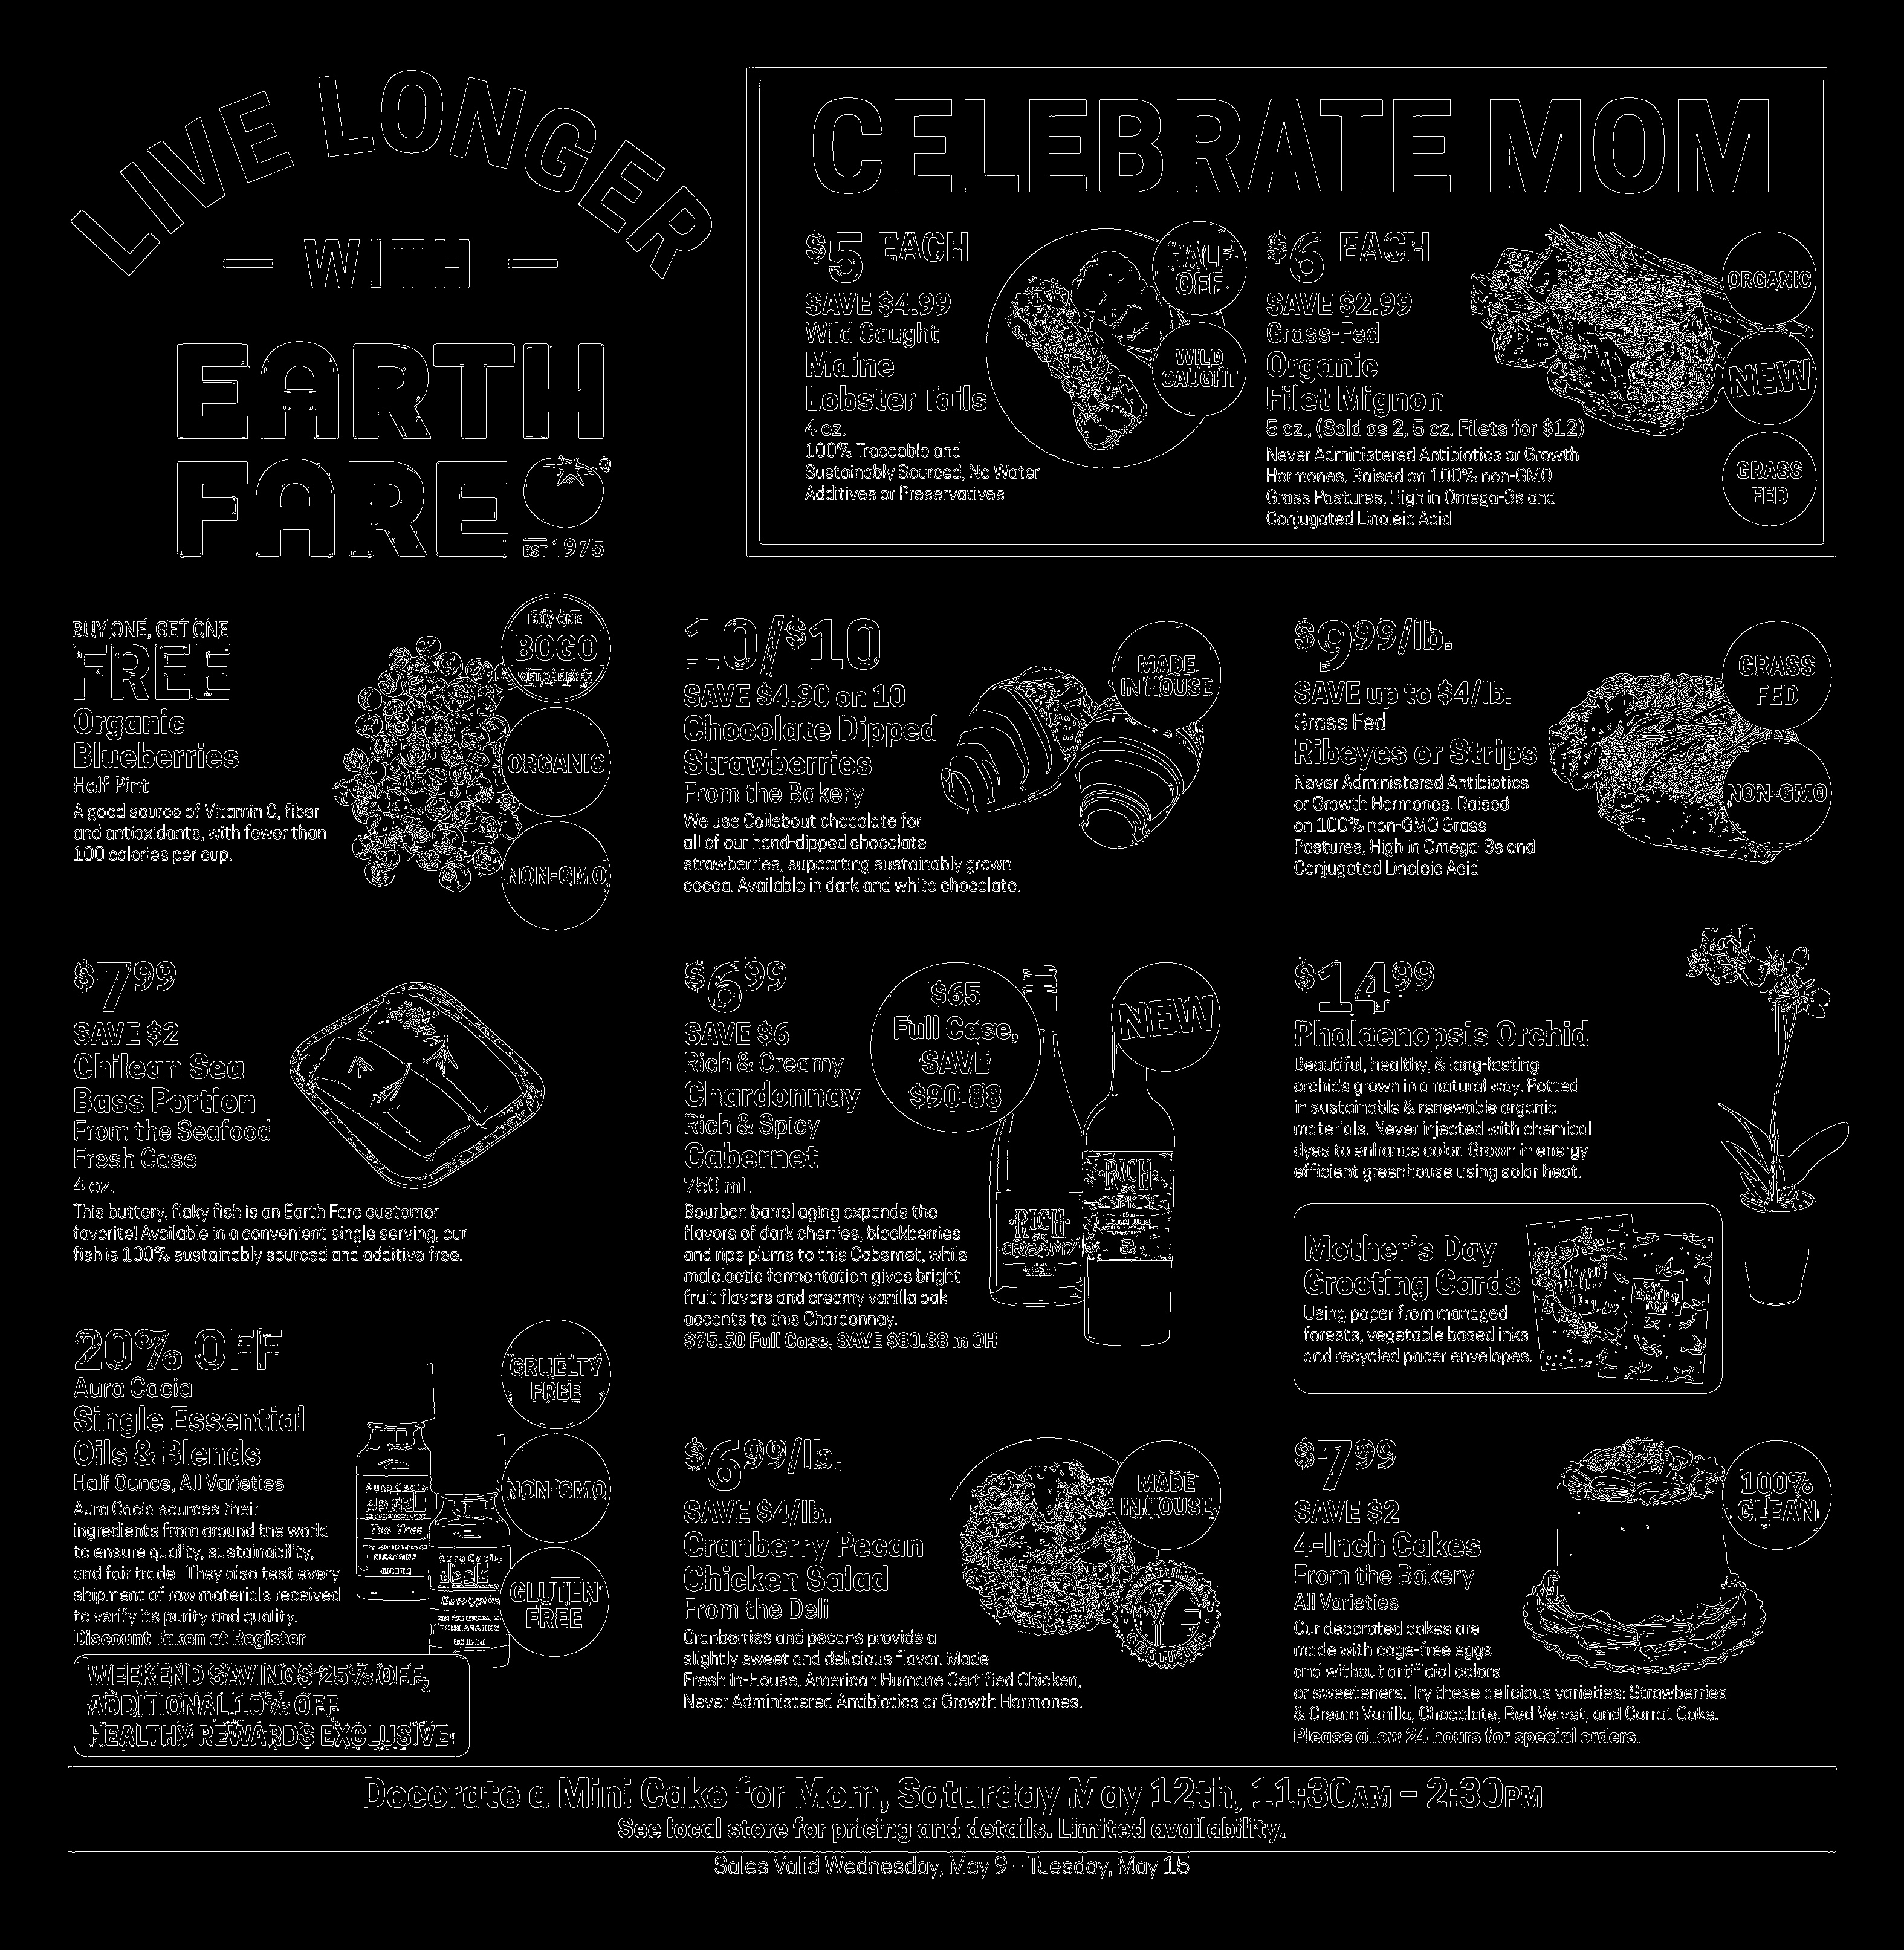 LIVE LONGER
WITH
EARTH
FARE®
EST 1975
CELEBRATE MOM
$5 EACH
SAVE $4.99
Wild Caught
Maine
Lobster Tails
4 oz.
100% Traceable and
Sustainably Sourced, No Water
Additives or Preservatives
HALF
OFF
WILD
CAUGHT
$6 EACH
SAVE $2.99
Grass-Fed
Organic
Filet Mignon
5 oz., (Sold as 2, 5 oz. Filets for $12)
Never Administered Antibiotics or Growth
Hormones, Raised on 100% non-GMO
Grass Pastures, High in Omega-3s and
Conjugated Linoleic Acid
ORGANIC
NEW
GRASS
FED
BUY ONE, GET ONE
FREE
Organic
Blueberries
Half Pint
A good source of Vitamin C, fiber
and antioxidants, with fewer than
100 calories per cup.
BUY ONE
BOGO
GET ONE FREE
ORGANIC
NON-GMO
10/$10
SAVE $4.90 on 10
Chocolate Dipped
Strawberries
From the Bakery
We use Callebout chocolate for
all of our hand-dipped chocolate
strawberries, supporting sustainably grown
cocoa. Available in dark and white chocolate.
MADE
IN HOUSE
$999/lb.
SAVE up to $4/lb.
Grass Fed
Ribeyes or Strips
Never Administered Antibiotics
or Growth Hormones. Raised
on 100% non-GMO Grass
Pastures, High in Omega-3s and
Conjugated Linoleic Acid
GRASS
FED
NON-GMO
$799
SAVE $2
Chilean Sea
Bass Portion
From the Seafood
Fresh Case
4 oz.
This buttery, flaky fish is an Earth Fare customer
favorite! Available in a convenient single serving, our
fish is 100% sustainably sourced and additive free.
$699
SAVE $6
Rich & Creamy
Chardonnay
Rich & Spicy
Cabernet
750 mL
Bourbon barrel aging expands the
flavors of dark cherries, blackberries
and ripe plums to this Cabernet, while
malolactic fermentation gives bright
fruit flavors and creamy vanilla oak
accents to this Chardonnay.
$75.50 Full Case, SAVE $80.38 in OH
$65
Full Case,
SAVE
$90.88
NEW
RICH
&
CREAMY
RICH
&
SPICY
$1499
Phalaenopsis Orchid
Beautiful, healthy, & long-lasting
orchids grown in a natural way. Potted
in sustainable & renewable organic
materials. Never injected with chemical
dyes to enhance color. Grown in energy
efficient greenhouse using solar heat.
Mother's Day
Greeting Cards
Using paper from managed
forests, vegetable based inks
and recycled paper envelopes.
20% OFF
Aura Cacia
Single Essential
Oils & Blends
Half Ounce, All Varieties
Aura Cacia sources their
ingredients from around the world
to ensure quality, sustainability,
and fair trade. They also test every
shipment of raw materials received
to verify its purity and quality.
Discount Taken at Register
CRUELTY
FREE
NON-GMO
GLUTEN
FREE
Aura Cacia
Tea Tree
CLEANSING
Aura Cacia
Eucalyptus
WEEKEND SAVINGS 25% OFF,
ADDITIONAL 10% OFF
HEALTHY REWARDS EXCLUSIVE
$699/lb.
SAVE $4/lb.
Cranberry Pecan
Chicken Salad
From the Deli
Cranberries and pecans provide a
slightly sweet and delicious flavor. Made
Fresh In-House, American Humane Certified Chicken,
Never Administered Antibiotics or Growth Hormones.
MADE
IN HOUSE
American Humane
CERTIFIED
$799
SAVE $2
4-Inch Cakes
From the Bakery
All Varieties
Our decorated cakes are
made with cage-free eggs
and without artificial colors
or sweeteners. Try these delicious varieties: Strawberries
& Cream Vanilla, Chocolate, Red Velvet, and Carrot Cake.
Please allow 24 hours for special orders.
100%
CLEAN
Decorate a Mini Cake for Mom, Saturday May 12th, 11:30AM – 2:30PM
See local store for pricing and details. Limited availability.
Sales Valid Wednesday, May 9 – Tuesday, May 15